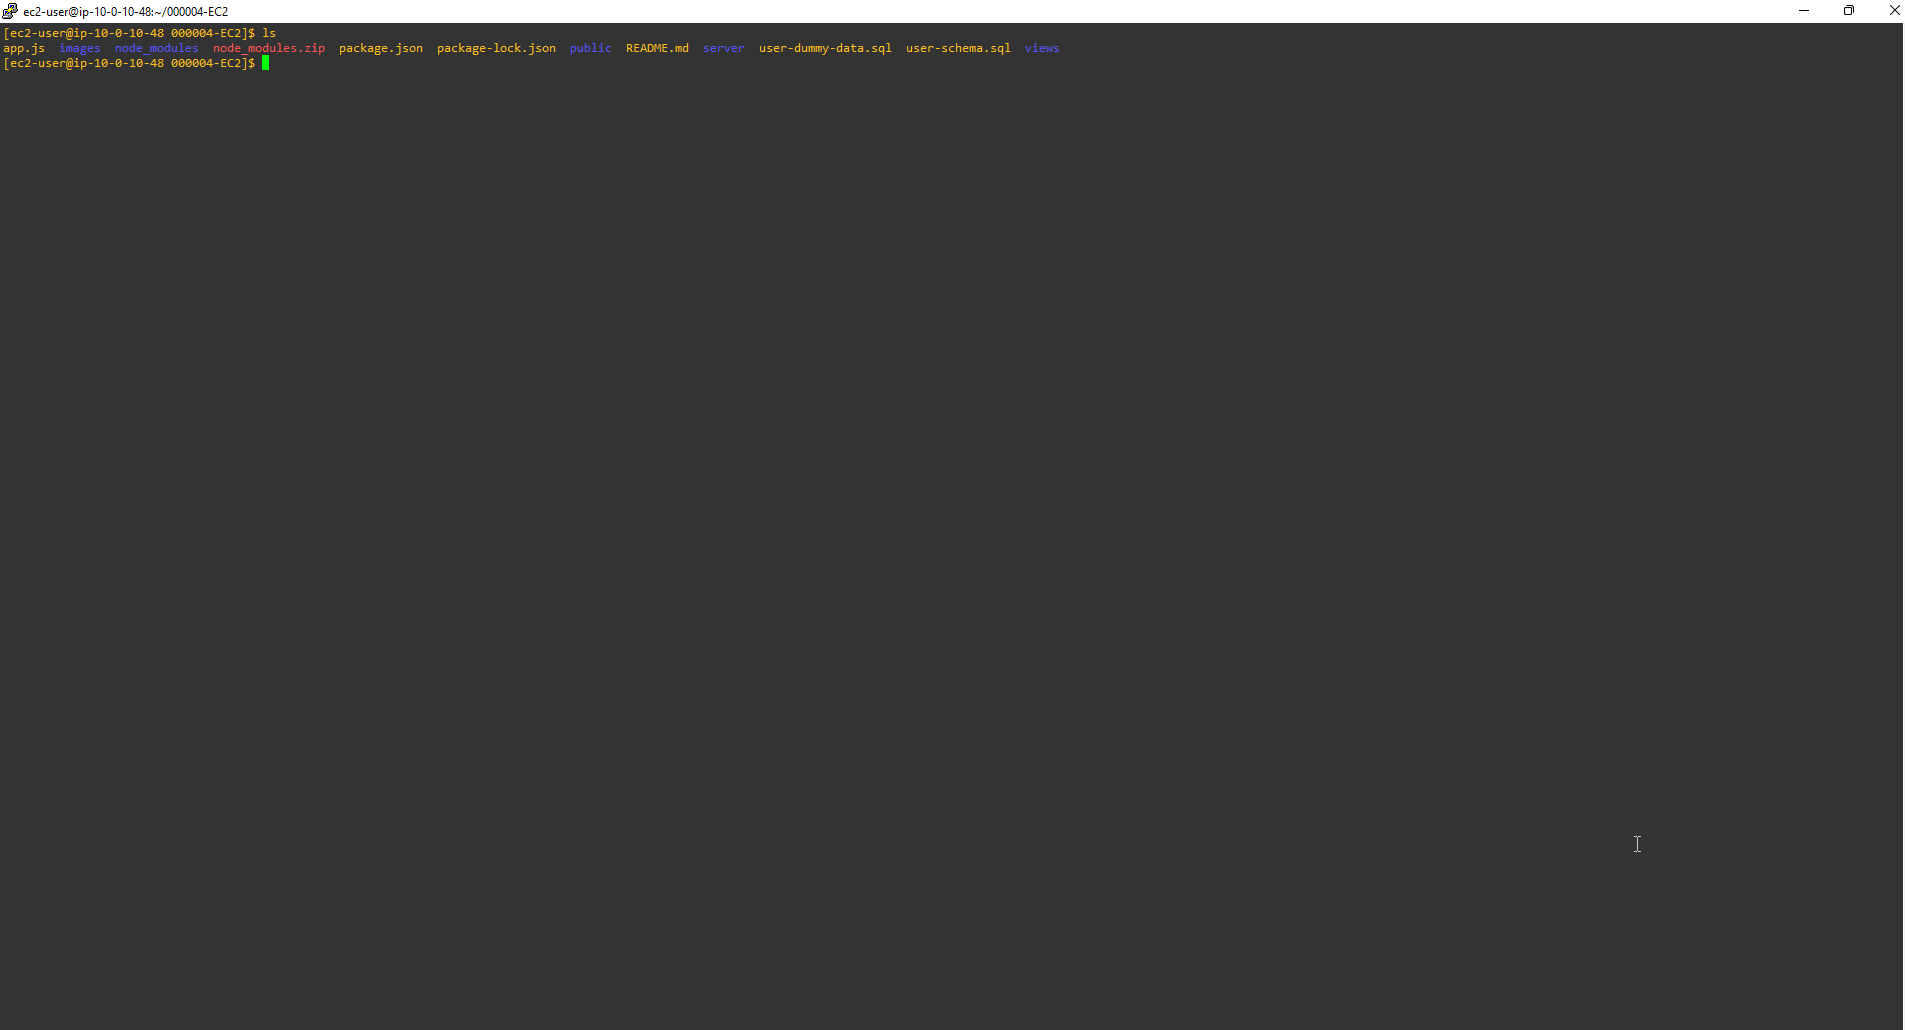 ec2-user@ip-10-0-10-48:~/000004-EC2
[ec2-user@ip-10-0-10-48 000004-EC2]$ ls
app.js  images  node_modules  node_modules.zip  package.json  package-lock.json  public  README.md  server  user-dummy-data.sql  user-schema.sql  views
[ec2-user@ip-10-0-10-48 000004-EC2]$